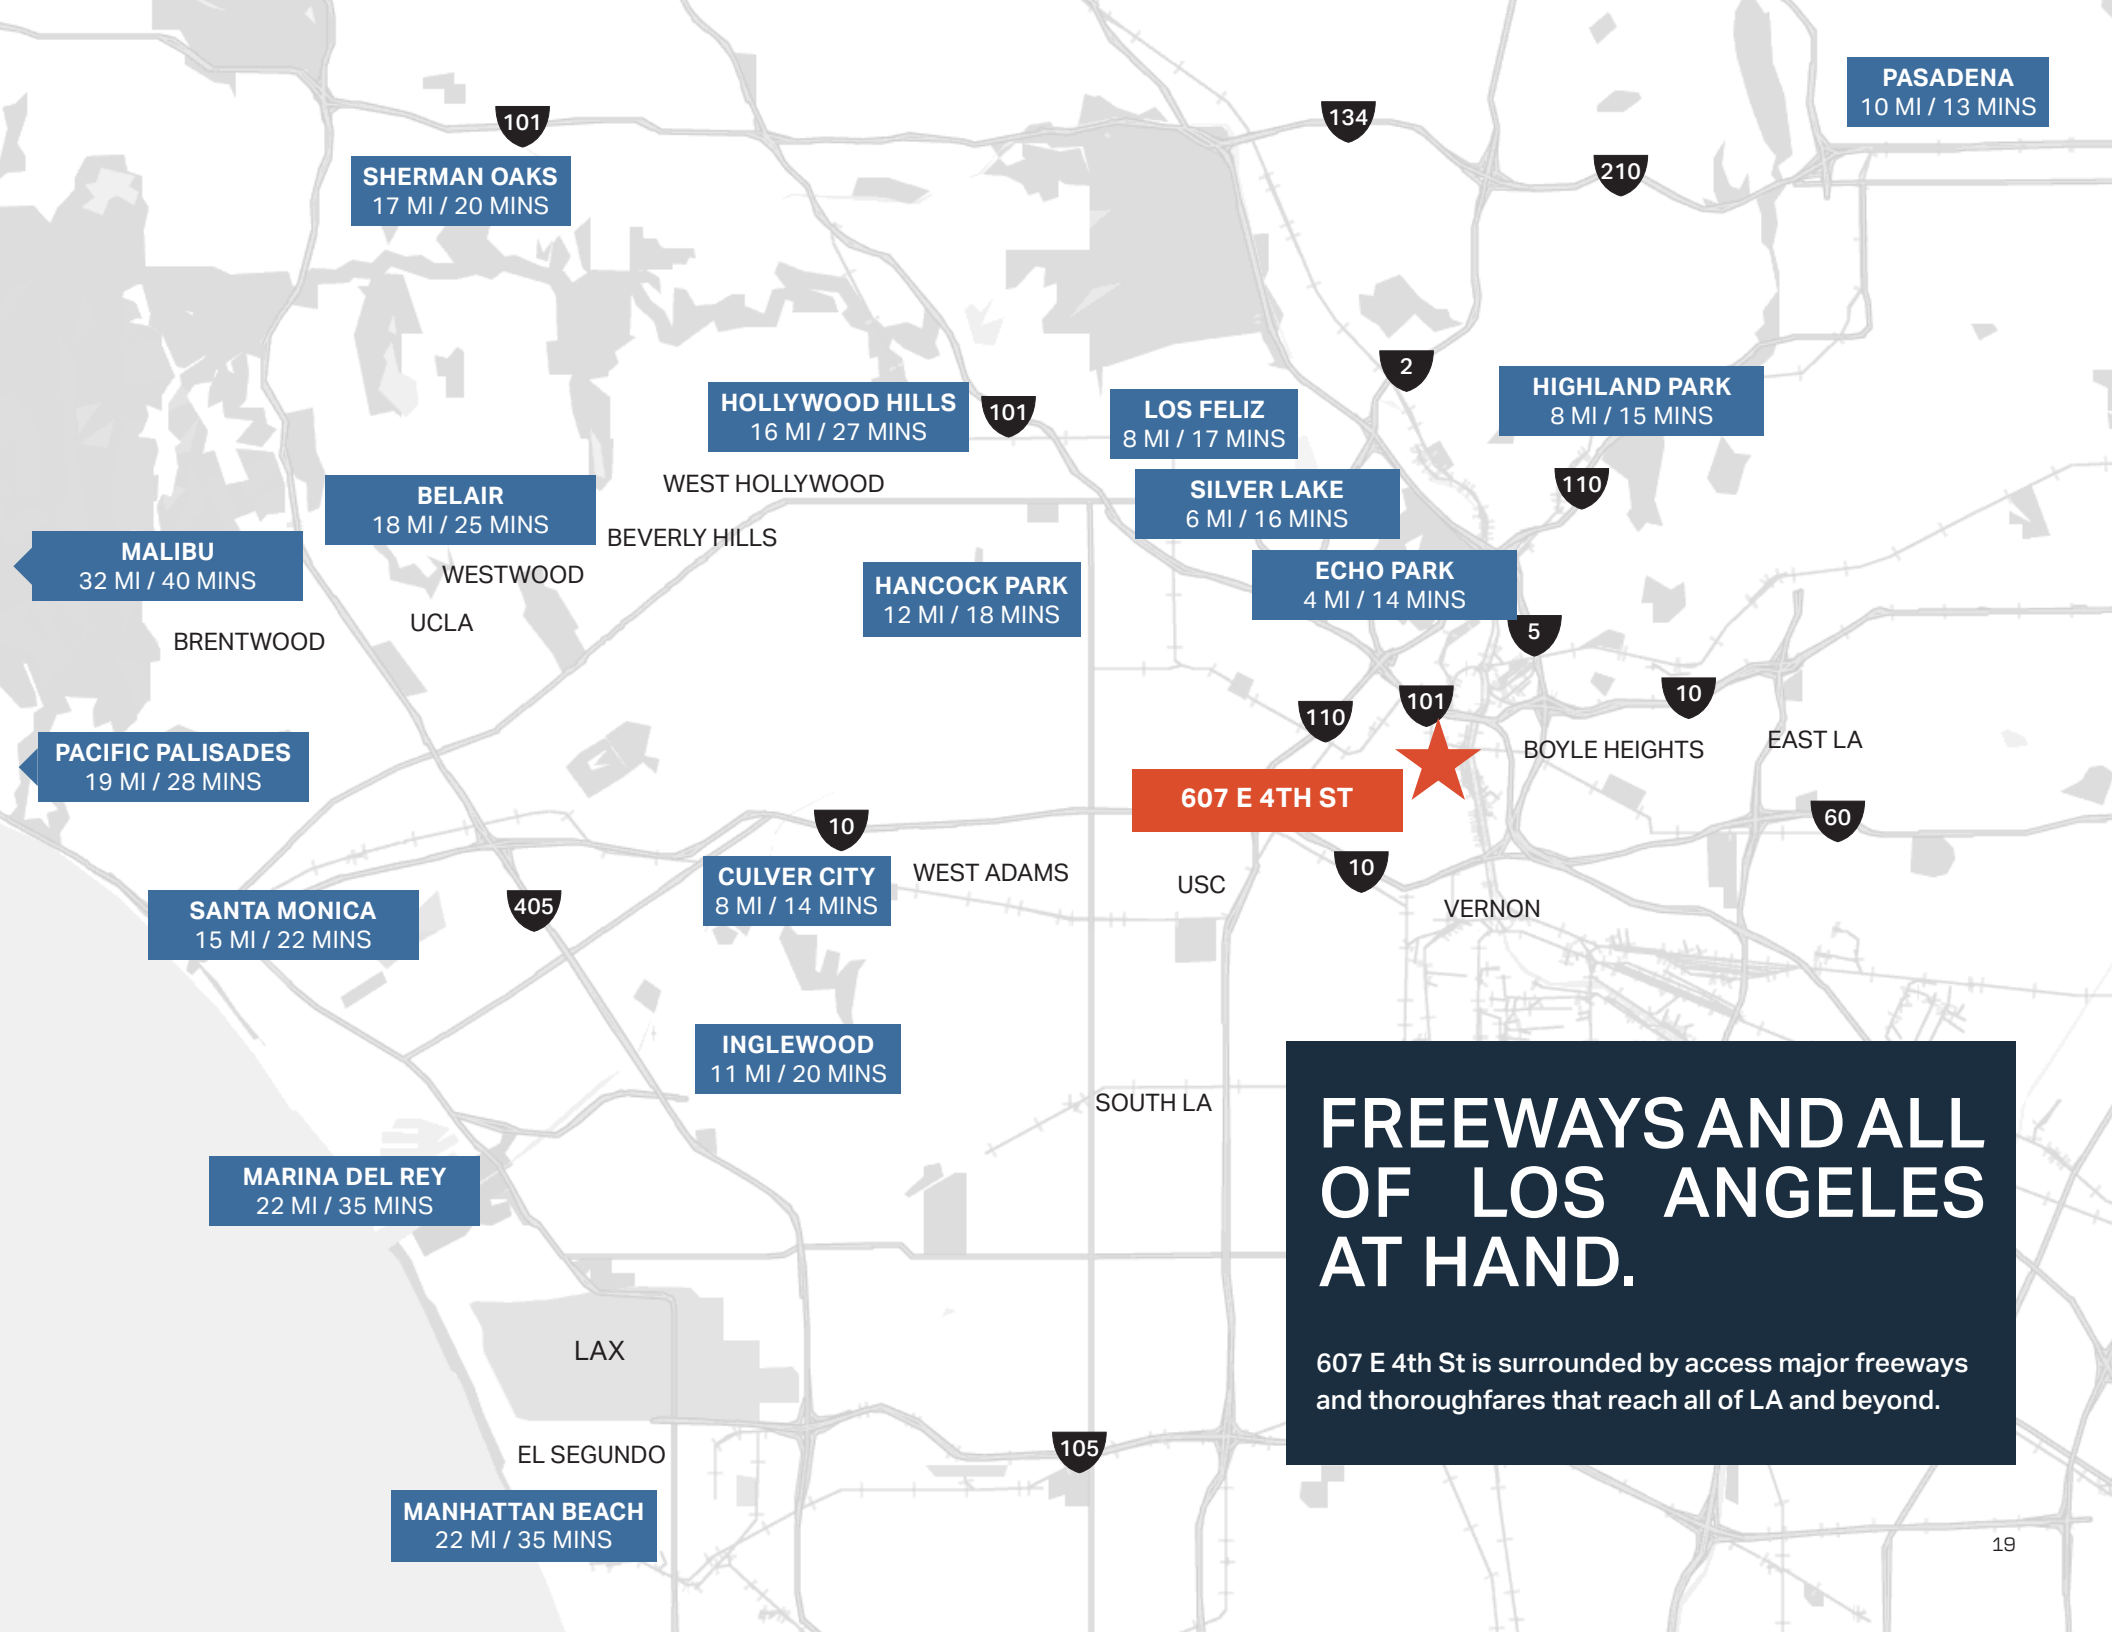 PASADENA
10 MI / 13 MINS
101
134
210
SHERMAN OAKS
17 MI / 20 MINS
2
HOLLYWOOD HILLS
16 MI / 27 MINS
101
LOS FELIZ
8 MI / 17 MINS
HIGHLAND PARK
8 MI / 15 MINS
WEST HOLLYWOOD
110
BELAIR
18 MI / 25 MINS
SILVER LAKE
6 MI / 16 MINS
BEVERLY HILLS
MALIBU
32 MI / 40 MINS
WESTWOOD
HANCOCK PARK
12 MI / 18 MINS
ECHO PARK
4 MI / 14 MINS
UCLA
BRENTWOOD
5
10
101
110
BOYLE HEIGHTS
EAST LA
PACIFIC PALISADES
19 MI / 28 MINS
607 E 4TH ST
10
60
CULVER CITY
8 MI / 14 MINS
WEST ADAMS
USC
10
VERNON
SANTA MONICA
15 MI / 22 MINS
405
INGLEWOOD
11 MI / 20 MINS
SOUTH LA
MARINA DEL REY
22 MI / 35 MINS
FREEWAYS AND ALL
OF LOS ANGELES
AT HAND.
LAX
607 E 4th St is surrounded by access major freeways
and thoroughfares that reach all of LA and beyond.
EL SEGUNDO
105
MANHATTAN BEACH
22 MI / 35 MINS
19